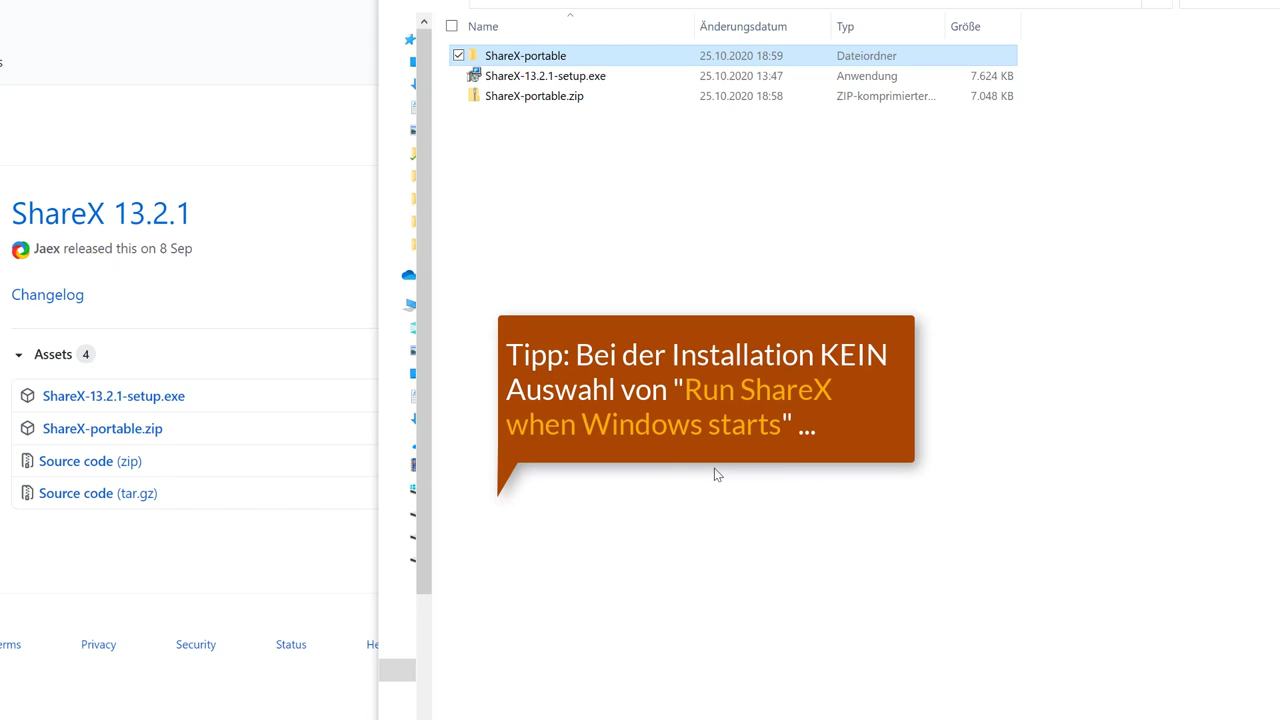 s
ShareX 13.2.1
Jaex released this on 8 Sep
Changelog
Assets 4
ShareX-13.2.1-setup.exe
ShareX-portable.zip
Source code (zip)
Source code (tar.gz)
erms Privacy Security Status He
Name Änderungsdatum Typ Größe
ShareX-portable 25.10.2020 18:59 Dateiordner
ShareX-13.2.1-setup.exe 25.10.2020 13:47 Anwendung 7.624 KB
ShareX-portable.zip 25.10.2020 18:58 ZIP-komprimierter... 7.048 KB
Tipp: Bei der Installation KEIN
Auswahl von "Run ShareX
when Windows starts" ...